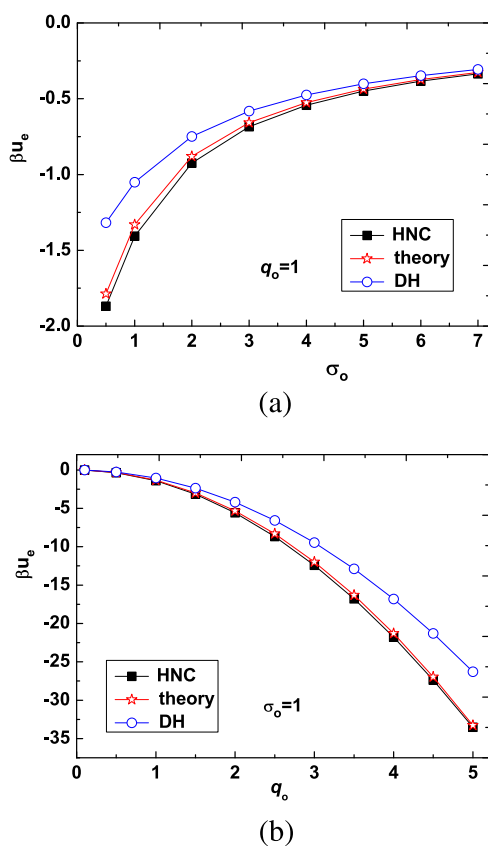 0.0
-0.5
-1.0
-1.5
-2.0
βu_e
HNC
theory
DH
q_o=1
0 1 2 3 4 5 6 7
σ_o
(a)
0
-5
-10
-15
-20
-25
-30
-35
βu_e
HNC
theory
DH
σ_o=1
0 1 2 3 4 5
q_o
(b)